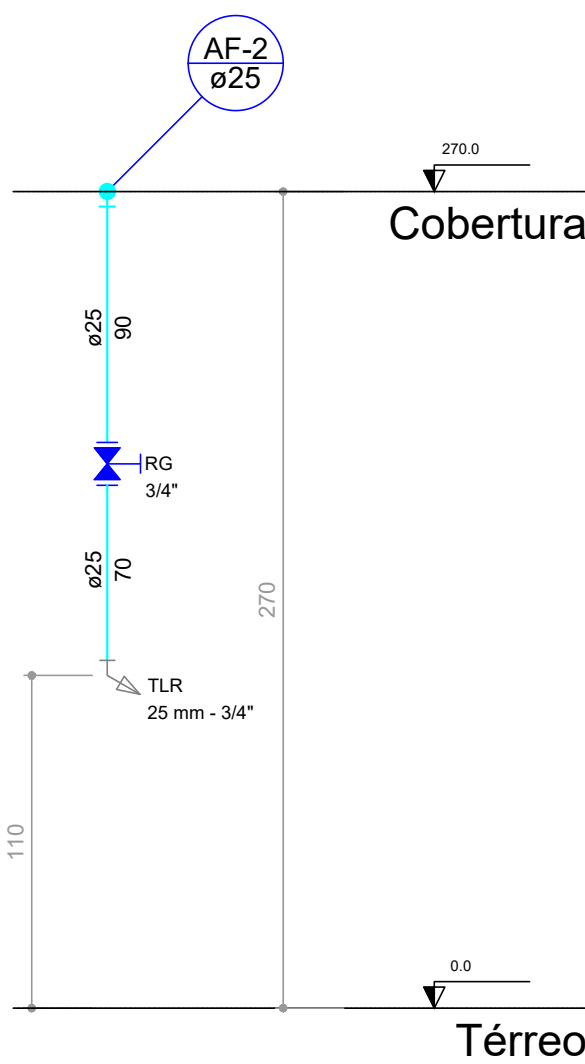 AF-2
ø25
270.0
Cobertura
ø25
90
RG
3/4"
ø25
70
270
TLR
25 mm - 3/4"
110
0.0
Térreo